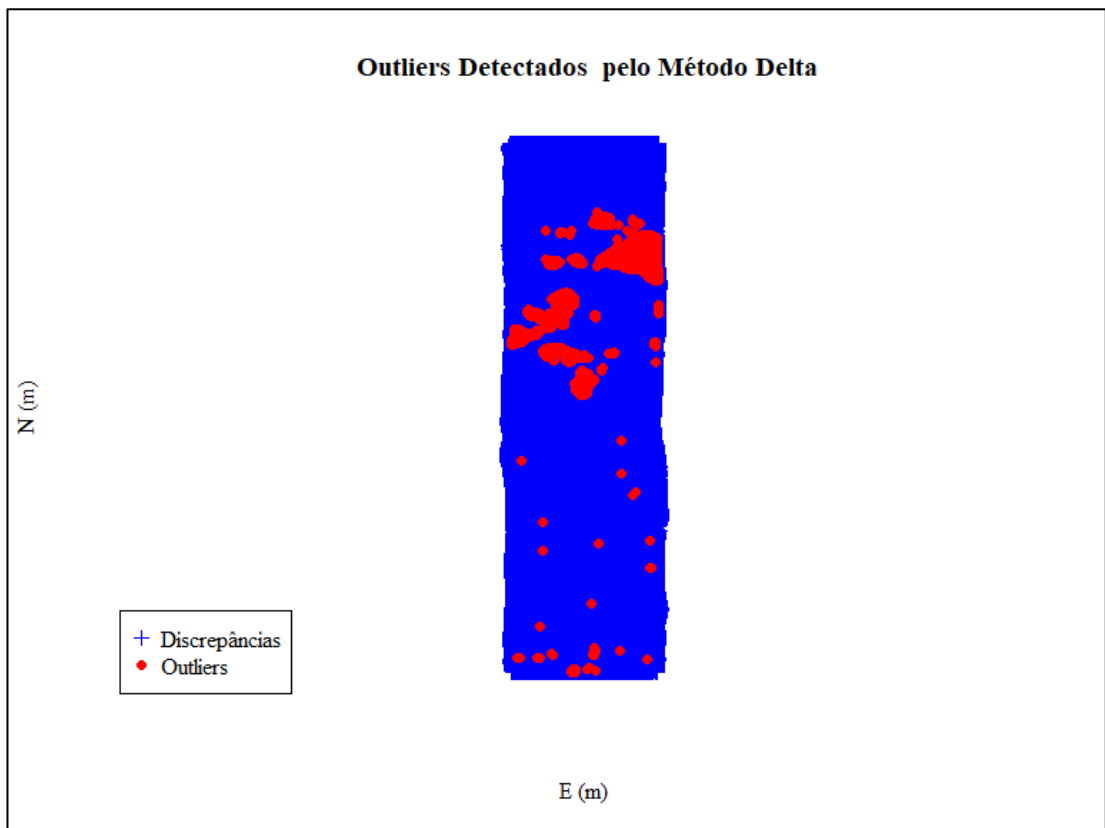 Outliers Detectados pelo Método Delta
N (m)
Discrepâncias
Outliers
E (m)